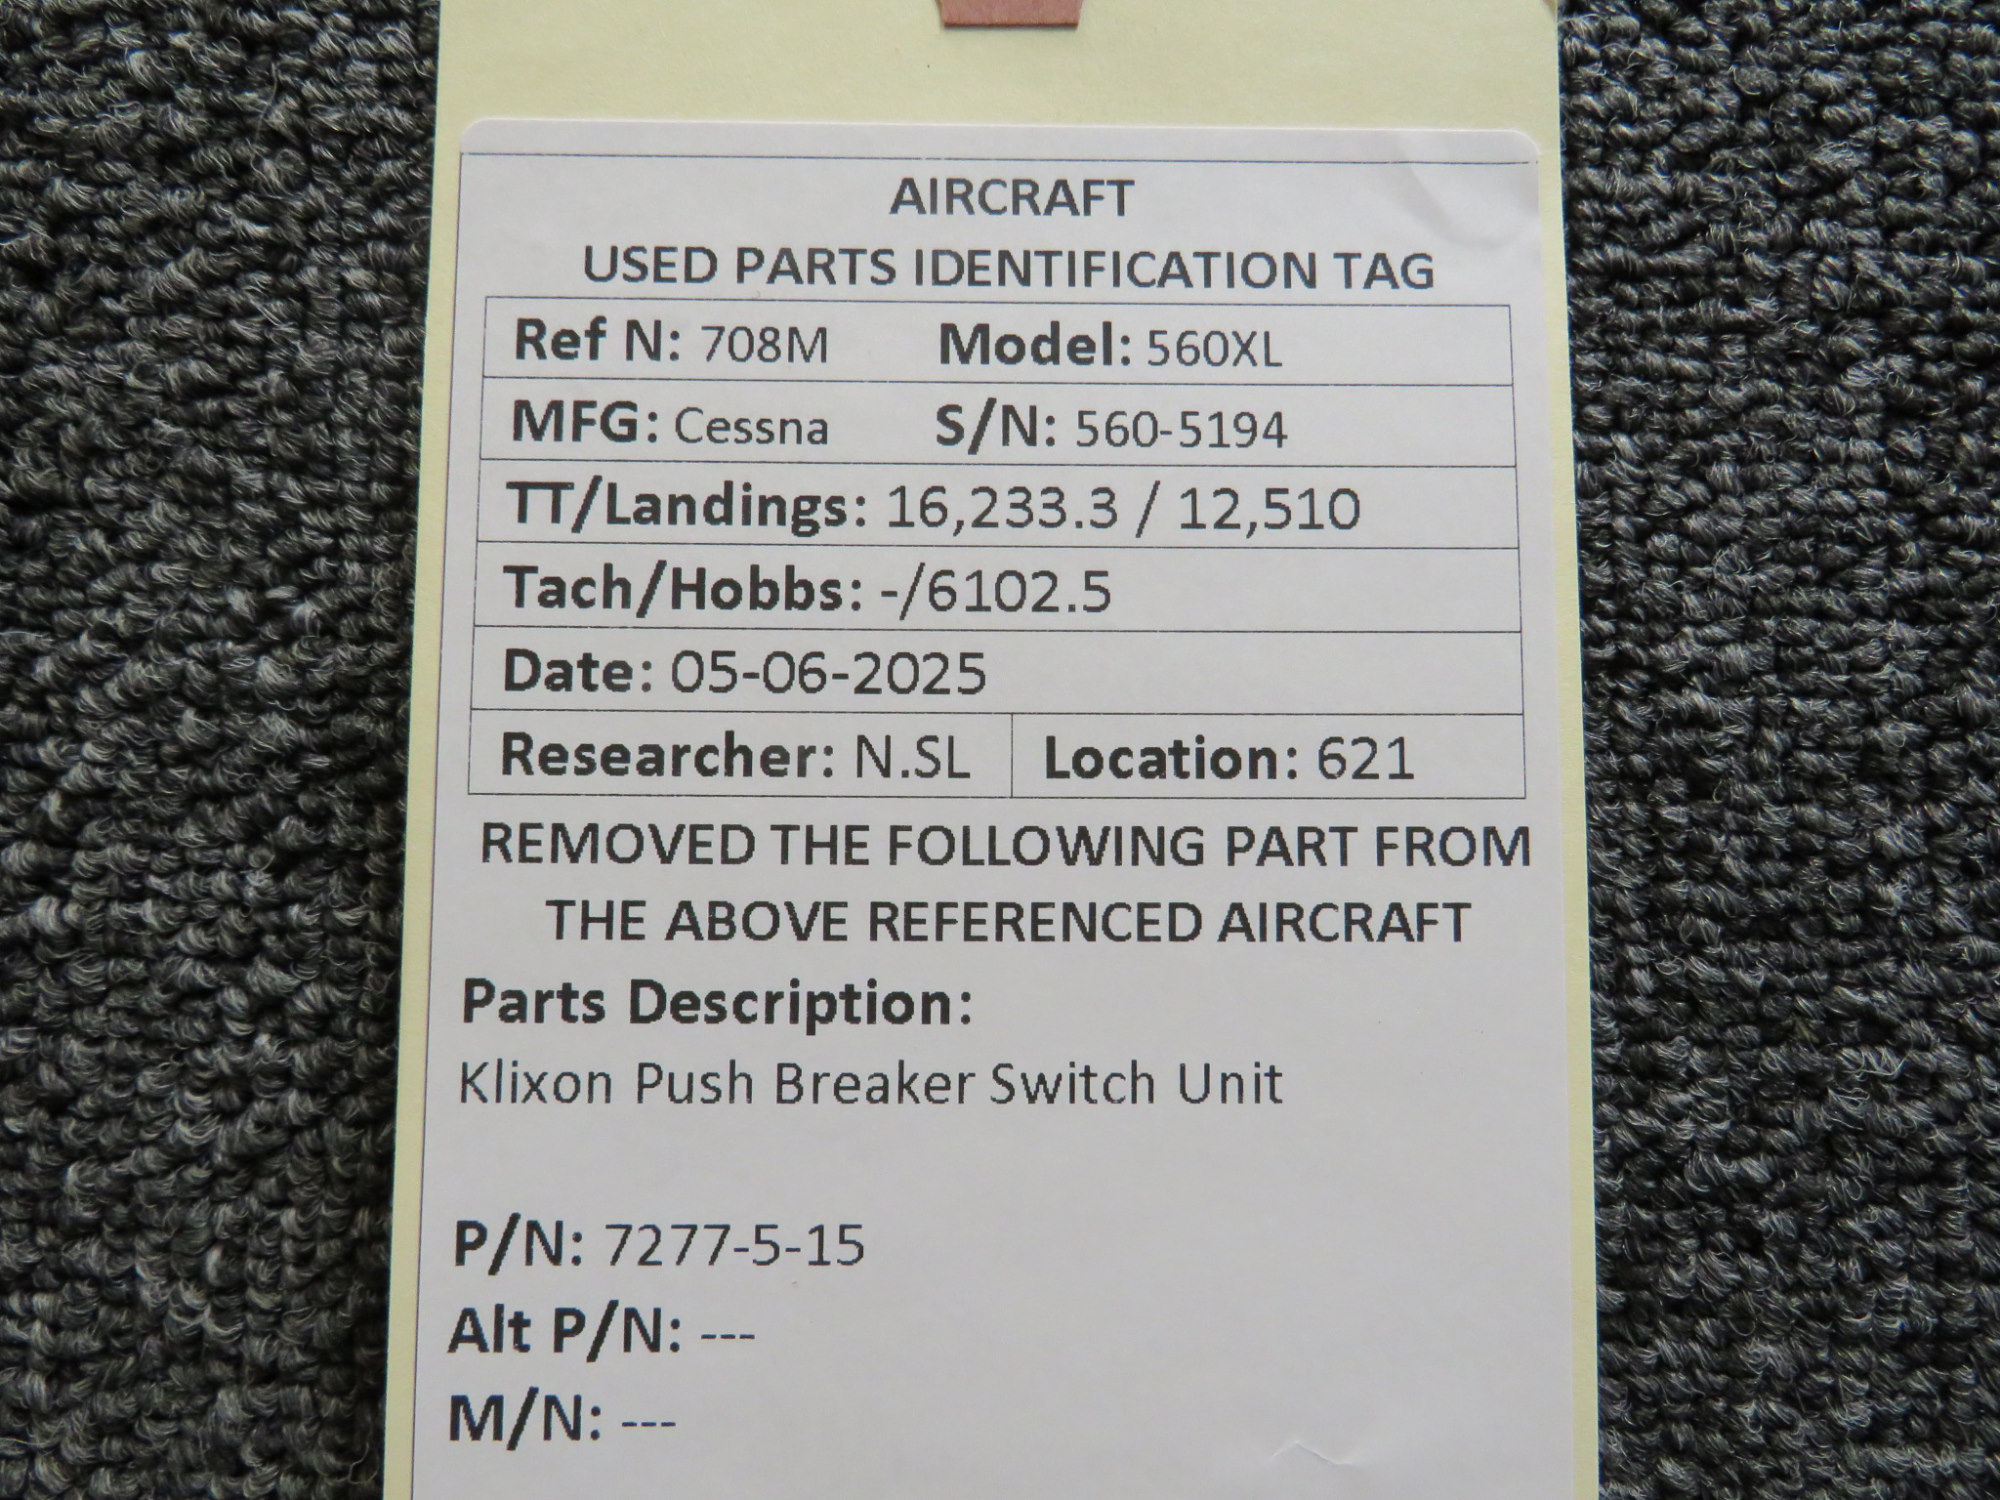 AIRCRAFT
USED PARTS IDENTIFICATION TAG
Ref N: 708M Model: 560XL
MFG: Cessna S/N: 560-5194
TT/Landings: 16,233.3 / 12,510
Tach/Hobbs: -/6102.5
Date: 05-06-2025
Researcher: N.SL Location: 621
REMOVED THE FOLLOWING PART FROM
THE ABOVE REFERENCED AIRCRAFT
Parts Description:
Klixon Push Breaker Switch Unit
P/N: 7277-5-15
Alt P/N: ---
M/N: ---